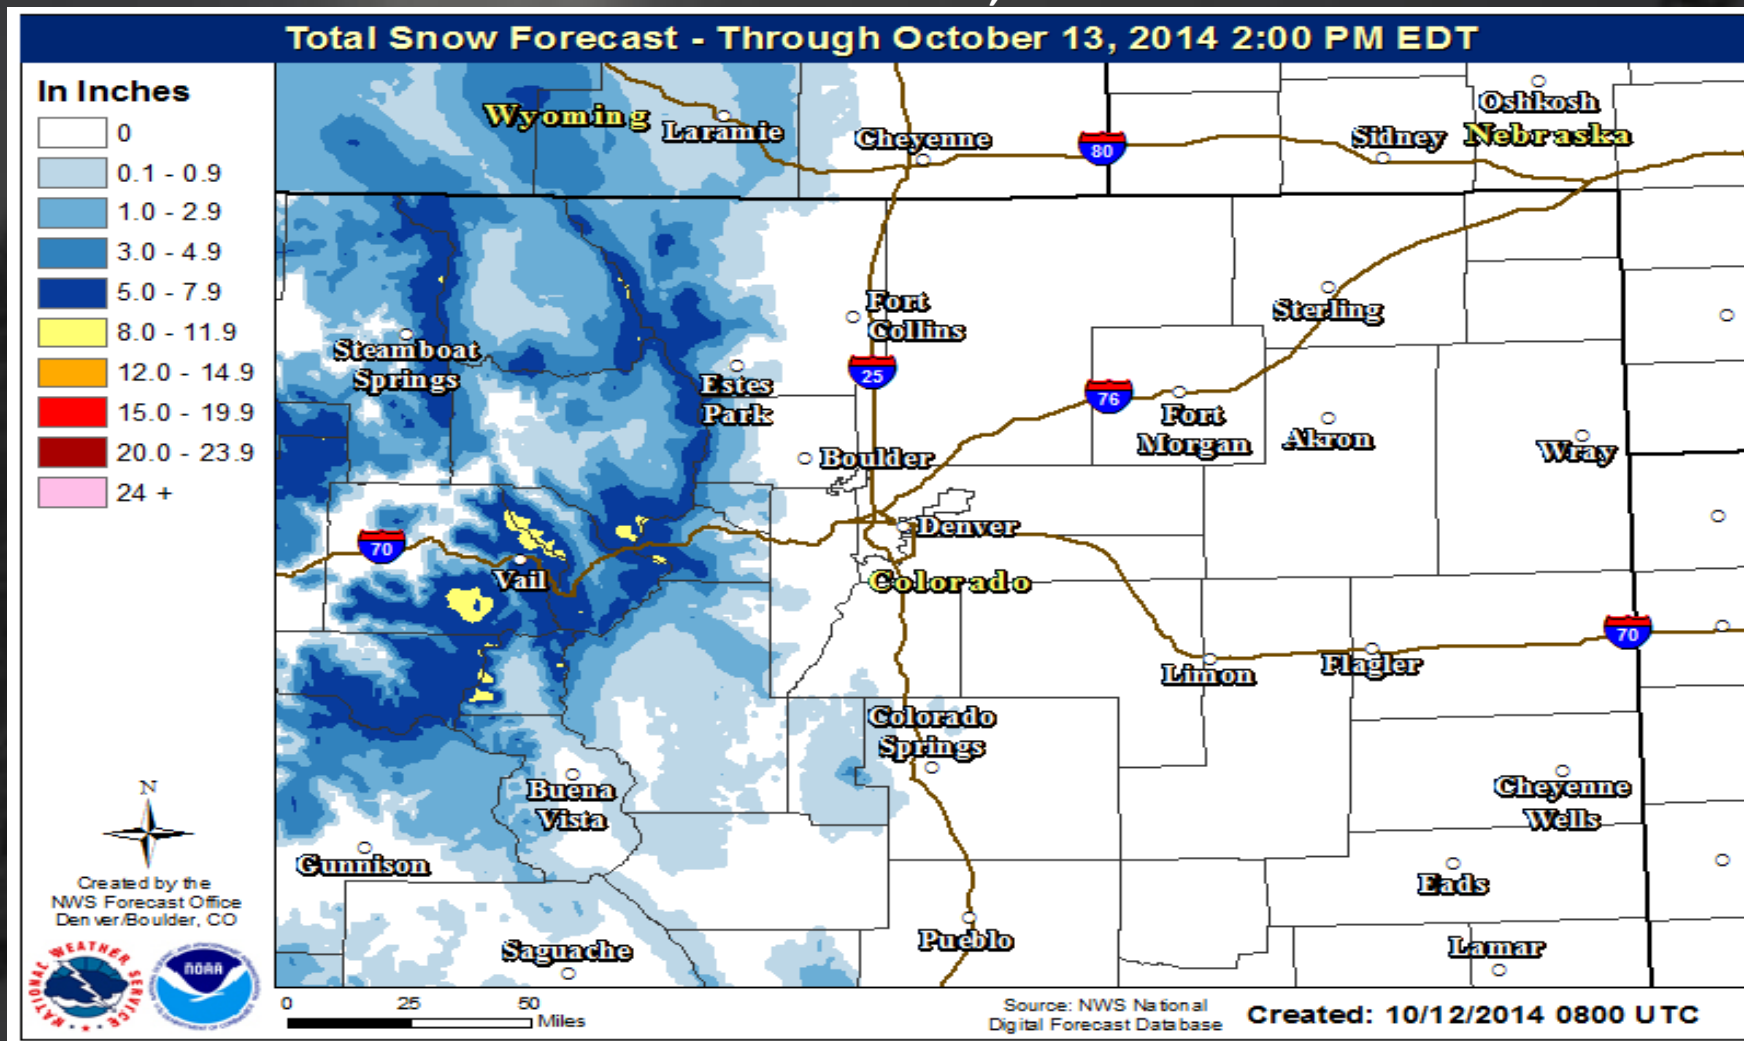 Total Snow Forecast - Through October 13, 2014 2:00 PM EDT
In Inches
0
0.1 - 0.9
1.0 - 2.9
3.0 - 4.9
5.0 - 7.9
8.0 - 11.9
12.0 - 14.9
15.0 - 19.9
20.0 - 23.9
24 +
Wyoming
Laramie
Cheyenne
80
Sidney
Oshkosh
Nebraska
Fort
Collins
Sterling
Steamboat
Springs
Estes
Park
25
76
Fort
Morgan
Akron
Wray
Boulder
Denver
70
Vail
Colorado
70
Limon
Flagler
Colorado
Springs
Buena
Vista
Cheyenne
Wells
Gunnison
Eads
Saguache
Pueblo
Lamar
N
Created by the
NWS Forecast Office
Denver/Boulder, CO
NATIONAL WEATHER SERVICE
NOAA
0 25 50
Miles
Source: NWS National
Digital Forecast Database
Created: 10/12/2014 0800 UTC